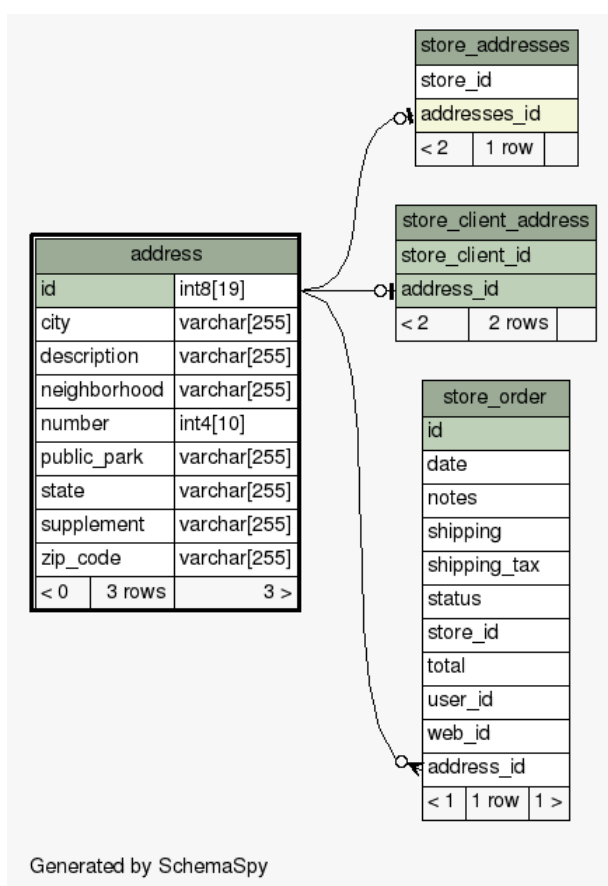 store_addresses
store_id
addresses_id
< 2 1 row
store_client_address
store_client_id
address_id
< 2 2 rows
address
id int8[19]
city varchar[255]
description varchar[255]
neighborhood varchar[255]
number int4[10]
public_park varchar[255]
state varchar[255]
supplement varchar[255]
zip_code varchar[255]
< 0 3 rows 3 >
store_order
id
date
notes
shipping
shipping_tax
status
store_id
total
user_id
web_id
address_id
< 1 1 row 1 >
Generated by SchemaSpy